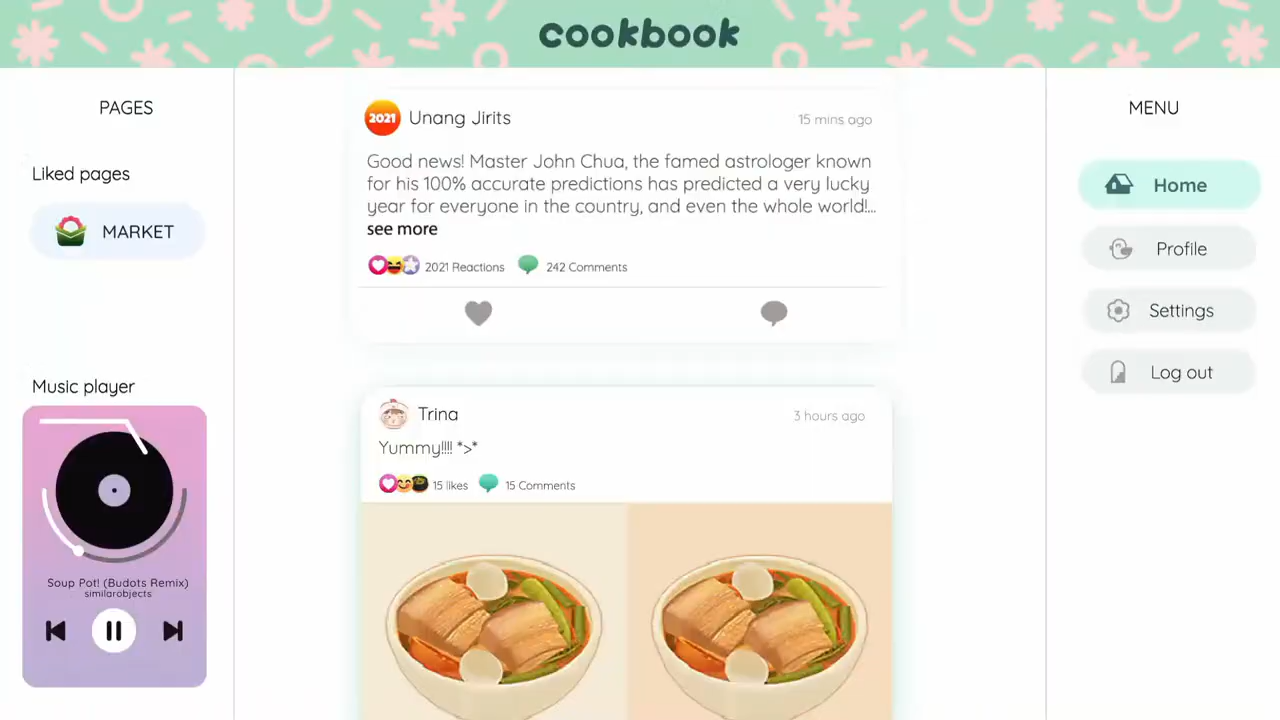 cookbook
PAGES
Liked pages
MARKET
Music player
Soup Pot! (Budots Remix)
similarobjects
2021
Unang Jirits
15 mins ago
Good news! Master John Chua, the famed astrologer known
for his 100% accurate predictions has predicted a very lucky
year for everyone in the country, and even the whole world!...
see more
2021 Reactions
242 Comments
Trina
3 hours ago
Yummy!!!! *>*
15 likes
15 Comments
MENU
Home
Profile
Settings
Log out